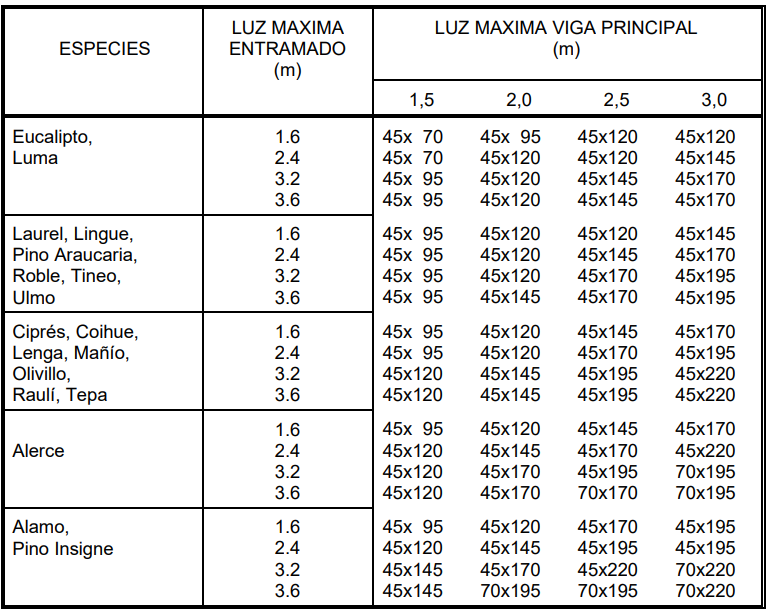 ESPECIES
LUZ MAXIMA
ENTRAMADO
(m)
LUZ MAXIMA VIGA PRINCIPAL
(m)
1,5 2,0 2,5 3,0
Eucalipto, 1.6 45x 70 45x 95 45x120 45x120
Luma 2.4 45x 70 45x120 45x120 45x145
3.2 45x 95 45x120 45x145 45x170
3.6 45x 95 45x120 45x145 45x170
Laurel, Lingue, 1.6 45x 95 45x120 45x120 45x145
Pino Araucaria, 2.4 45x 95 45x120 45x145 45x170
Roble, Tineo, 3.2 45x 95 45x120 45x170 45x195
Ulmo 3.6 45x 95 45x145 45x170 45x195
Ciprés, Coihue, 1.6 45x 95 45x120 45x145 45x170
Lenga, Mañío, 2.4 45x 95 45x120 45x170 45x195
Olivillo, 3.2 45x120 45x145 45x195 45x220
Raulí, Tepa 3.6 45x120 45x145 45x195 45x220
1.6 45x 95 45x120 45x145 45x170
Alerce 2.4 45x120 45x145 45x170 45x220
3.2 45x120 45x170 45x195 70x195
3.6 45x120 45x170 70x170 70x195
Alamo, 1.6 45x 95 45x120 45x170 45x195
Pino Insigne 2.4 45x120 45x145 45x195 45x195
3.2 45x145 45x170 45x220 70x220
3.6 45x145 70x195 70x195 70x220